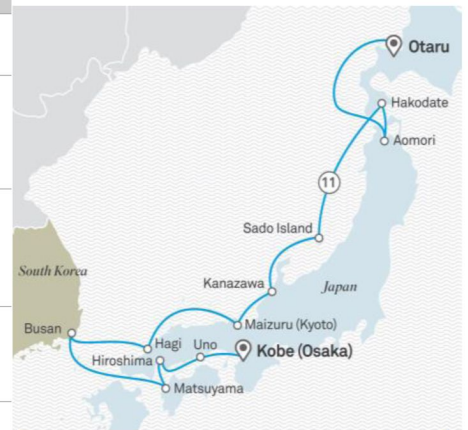 Otaru
Hakodate
Aomori
11
Sado Island
South Korea
Kanazawa
Japan
Busan
Maizuru (Kyoto)
Hagi
Uno
Hiroshima
Kobe (Osaka)
Matsuyama